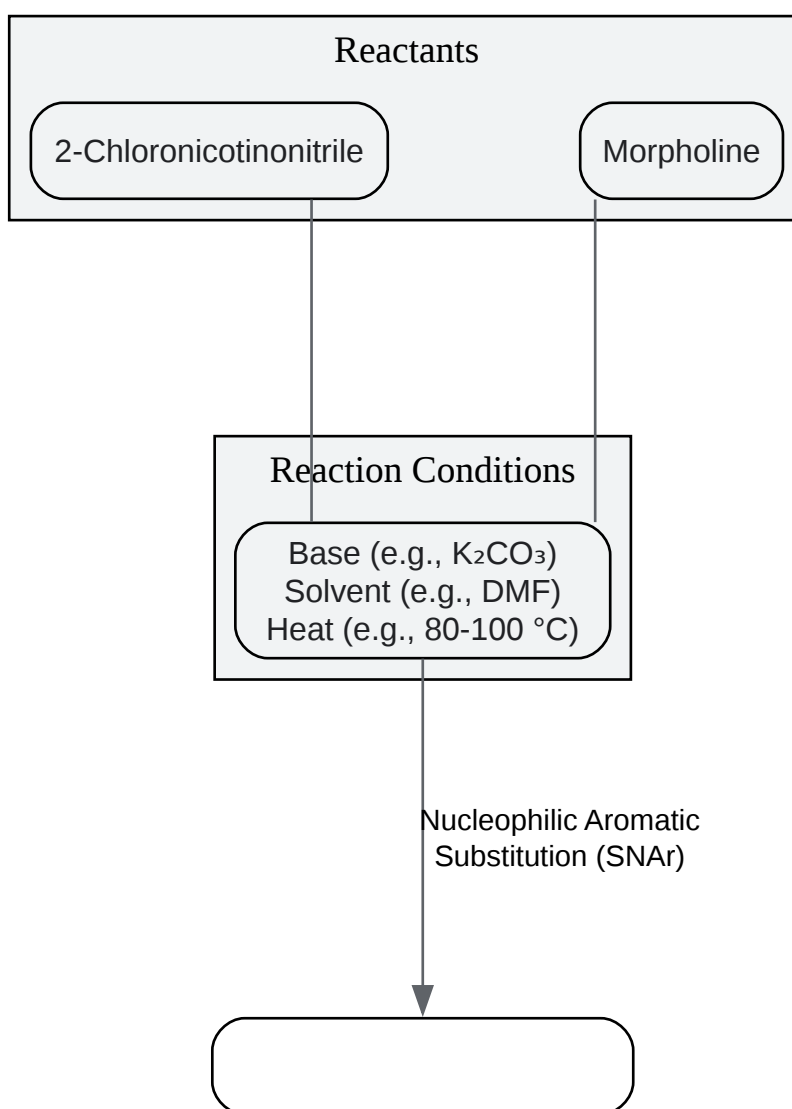 Reactants
2-Chloronicotinonitrile
Morpholine
Reaction Conditions
Base (e.g., K₂CO₃)
Solvent (e.g., DMF)
Heat (e.g., 80-100 °C)
Nucleophilic Aromatic
Substitution (SNAr)